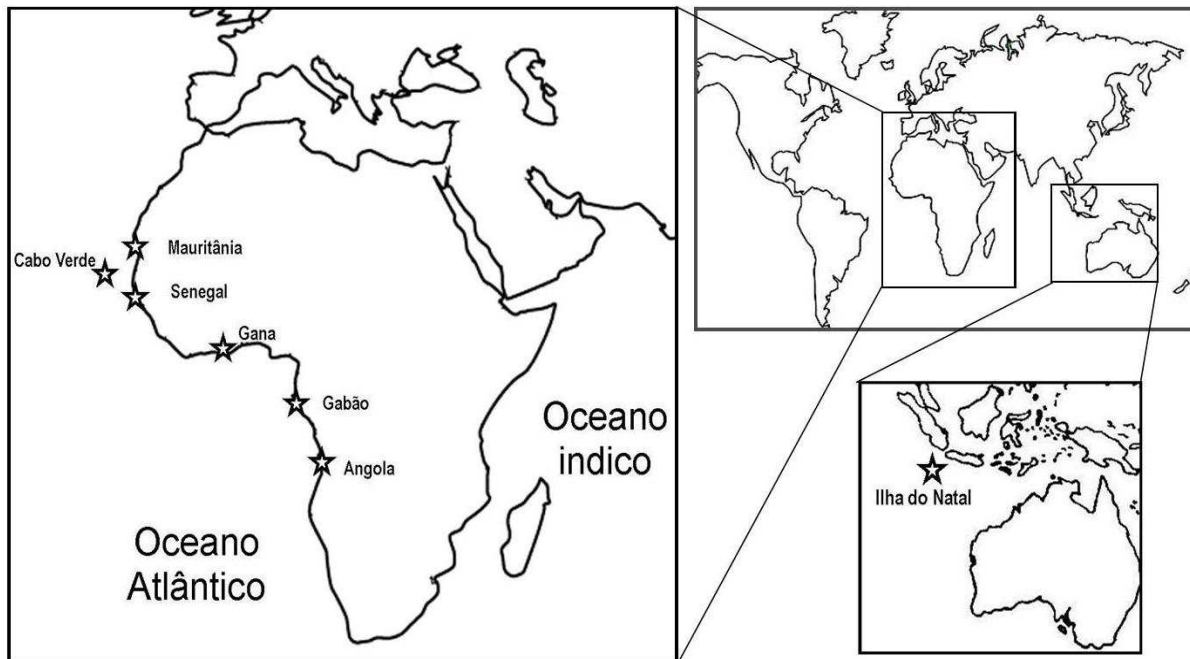 Mauritânia
Cabo Verde
Senegal
Gana
Gabão
Angola
Oceano
indico
Oceano
Atlântico
Ilha do Natal